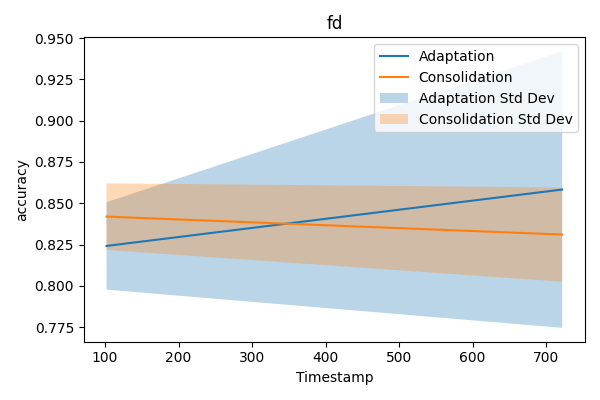 fd
0.950
0.925
0.900
0.875
0.850
0.825
0.800
0.775
accuracy
Adaptation
Consolidation
Adaptation Std Dev
Consolidation Std Dev
100 200 300 400 500 600 700
Timestamp